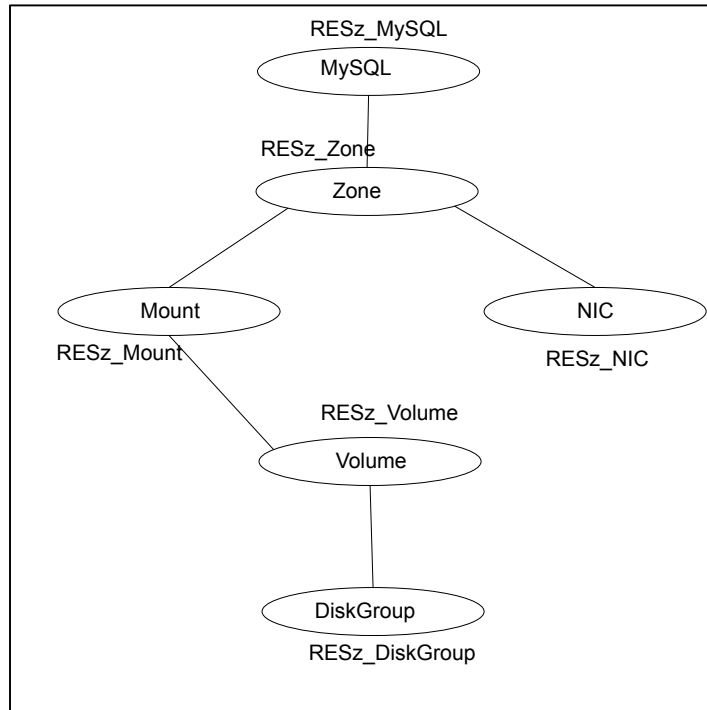 RESz_MySQL
MySQL
RESz_Zone
Zone
Mount
NIC
RESz_Mount
RESz_NIC
RESz_Volume
Volume
DiskGroup
RESz_DiskGroup